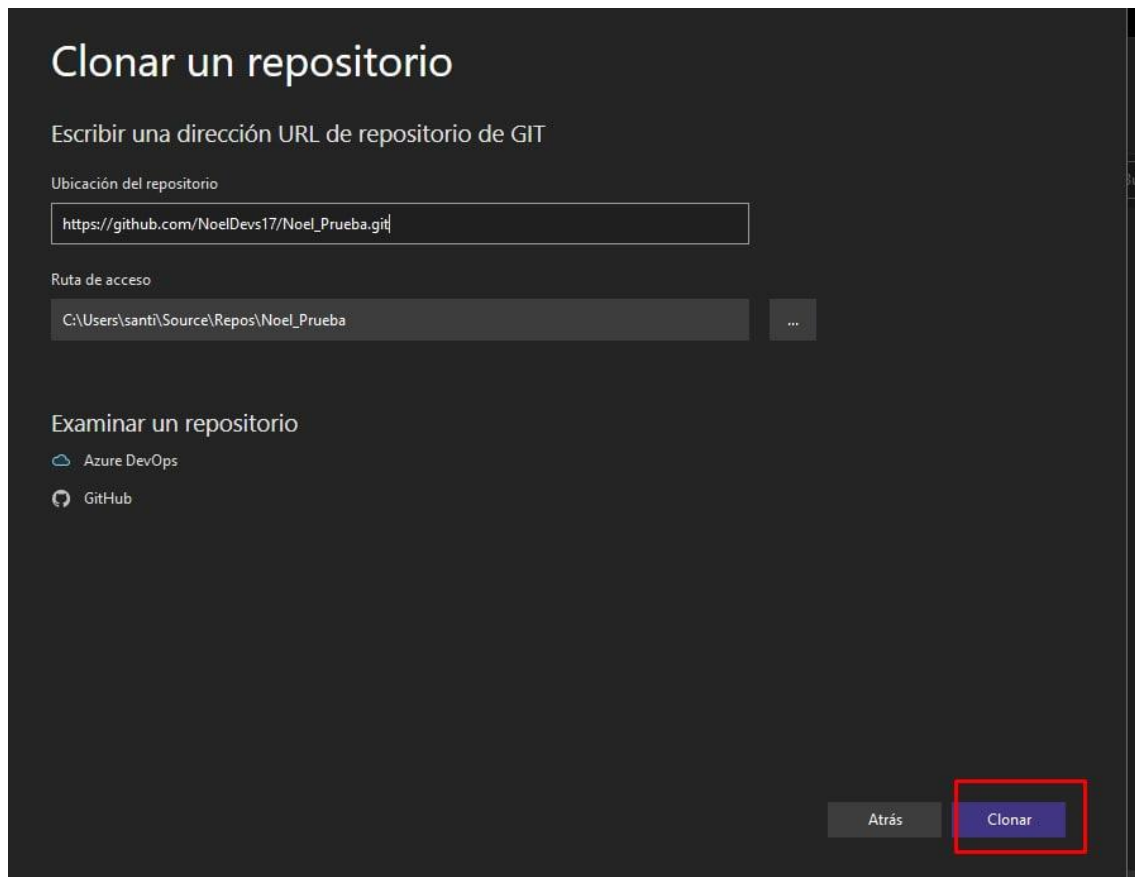 Clonar un repositorio
Escribir una dirección URL de repositorio de GIT
Ubicación del repositorio
https://github.com/NoelDevs17/Noel_Prueba.git
Ruta de acceso
C:\Users\santi\Source\Repos\Noel_Prueba
...
Examinar un repositorio
Azure DevOps
GitHub
Atrás
Clonar